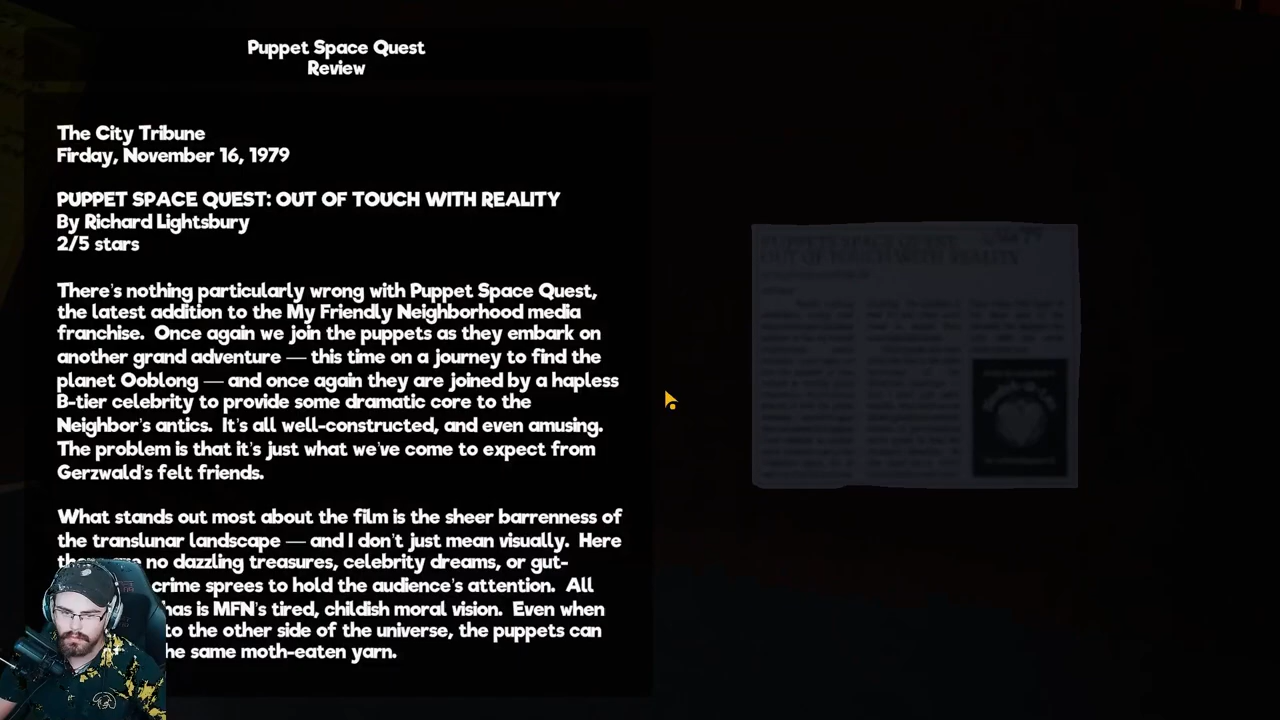 Puppet Space Quest
Review
The City Tribune
Firday, November 16, 1979
PUPPET SPACE QUEST: OUT OF TOUCH WITH REALITY
By Richard Lightsbury
2/5 stars
There's nothing particularly wrong with Puppet Space Quest,
the latest addition to the My Friendly Neighborhood media
franchise. Once again we join the puppets as they embark on
another grand adventure — this time on a journey to find the
planet Ooblong — and once again they are joined by a hapless
B-tier celebrity to provide some dramatic core to the
Neighbor's antics. It's all well-constructed, and even amusing.
The problem is that it's just what we've come to expect from
Gerzwald's felt friends.
What stands out most about the film is the sheer barrenness of
the translunar landscape — and I don't just mean visually. Here
no dazzling treasures, celebrity dreams, or gut-
crime sprees to hold the audience's attention. All
has is MFN's tired, childish moral vision. Even when
to the other side of the universe, the puppets can
same moth-eaten yarn.
PUPPETS SPACE QUEST:
OUT OF TOUCH WITH REALITY